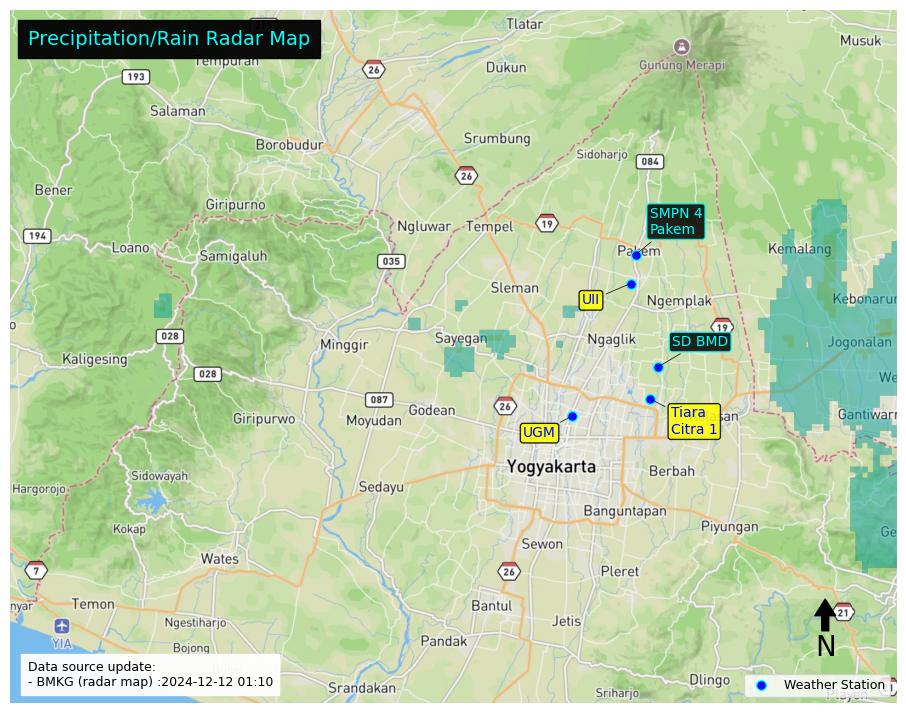 Precipitation/Rain Radar Map
Tlatar
Musuk
Tempuran
26
Gunung Merapi
193
Dukun
Salaman
Borobudur
Srumbung
Sidoharjo
084
Bener
26
Giripurno
SMPN 4
Pakem
194
Loano
Samigaluh
Ngluwar
Tempel
19
Pakem
Kemalang
035
Sleman
UII
Ngemplak
Kebonarum
028
Minggir
Sayegan
Ngaglik
19
SD BMD
Jogonalan
Kaligesing
028
087
Giripurwo
Moyudan
Godean
26
UGM
Tiara
Citra 1
Gantiwarn
Yogyakarta
Berbah
Hargorejo
Sidowayah
Sedayu
Banguntapan
Kokap
Piyungan
Wates
Sewon
7
26
Pleret
nyar
Temon
Bantul
21
Ngestiharjo
Jetis
YIA
Bojong
Pandak
N
Data source update:
- BMKG (radar map) :2024-12-12 01:10
Srandakan
Dlingo
Sriharjo
Weather Station
Playen